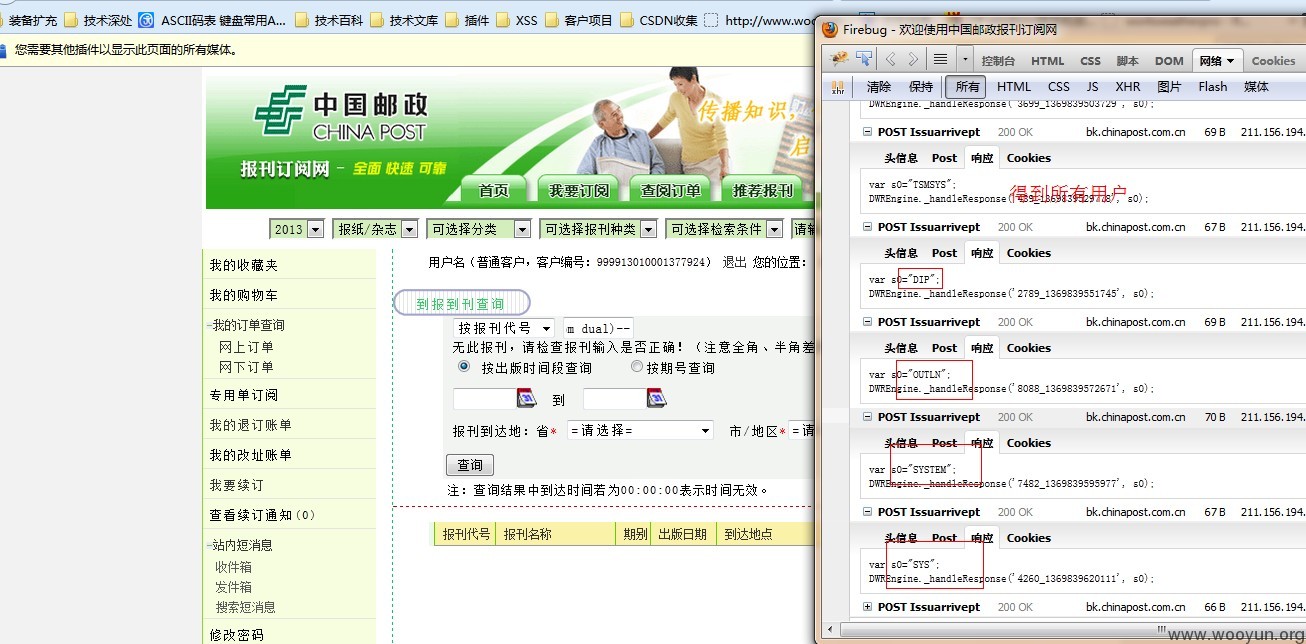 装备扩充 技术深处 ASCII码表 键盘常用A... 技术百科 技术文库 插件 XSS 客户项目 CSDN收集 http://www.woo
您需要其他插件以显示此页面的所有媒体。
中国邮政
CHINA POST
报刊订阅网 - 全面 快速 可靠
传播知识,
启
首页 我要订阅 查阅订单 推荐报刊
2013 报纸/杂志 可选择分类 可选择报刊种类 可选择检索条件 请输
我的收藏夹
我的购物车
我的订单查询
网上订单
网下订单
专用单订阅
我的退订账单
我的改址账单
我要续订
查看续订通知(0)
站内短消息
收件箱
发件箱
搜索短消息
修改密码
用户名(普通客户,客户编号: 999913010001377924) 退出 您的位置:
到报到刊查询
按报刊代号 m dual)--
无此报刊,请检查报刊输入是否正确!(注意全角、半角差
按出版时间段查询 按期号查询
到
报刊到达地: 省* =请选择= 市/地区* =请
查询
注: 查询结果中到达时间若为00:00:00表示时间无效。
报刊代号 报刊名称 期别 出版日期 到达地点
Firebug - 欢迎使用中国邮政报刊订阅网
控制台 HTML CSS 脚本 DOM 网络 Cookies
xhr 清除 保持 所有 HTML CSS JS XHR 图片 Flash 媒体
DWREngine._handleResponse('3699_1369839503729', s0);
POST Issuarrivept 200 OK bk.chinapost.com.cn 69 B 211.156.194.
头信息 Post 响应 Cookies
var s0="TSMSYS";
得到所有用户
POST Issuarrivept 200 OK bk.chinapost.com.cn 67 B 211.156.194.
头信息 Post 响应 Cookies
var s0="DIP";
DWREngine._handleResponse('2789_1369839551745', s0);
POST Issuarrivept 200 OK bk.chinapost.com.cn 69 B 211.156.194.
头信息 Post 响应 Cookies
var s0="OUTLN";
DWREngine._handleResponse('8088_1369839572671', s0);
POST Issuarrivept 200 OK bk.chinapost.com.cn 70 B 211.156.194.
头信息 Post 响应 Cookies
var s0="SYSTEM";
DWREngine._handleResponse('7482_1369839595977', s0);
POST Issuarrivept 200 OK bk.chinapost.com.cn 67 B 211.156.194.
头信息 Post 响应 Cookies
var s0="SYS";
DWREngine._handleResponse('4260_1369839620111', s0);
POST Issuarrivept 200 OK bk.chinapost.com.cn 66 B 211.156.194.
www.wooyun.org